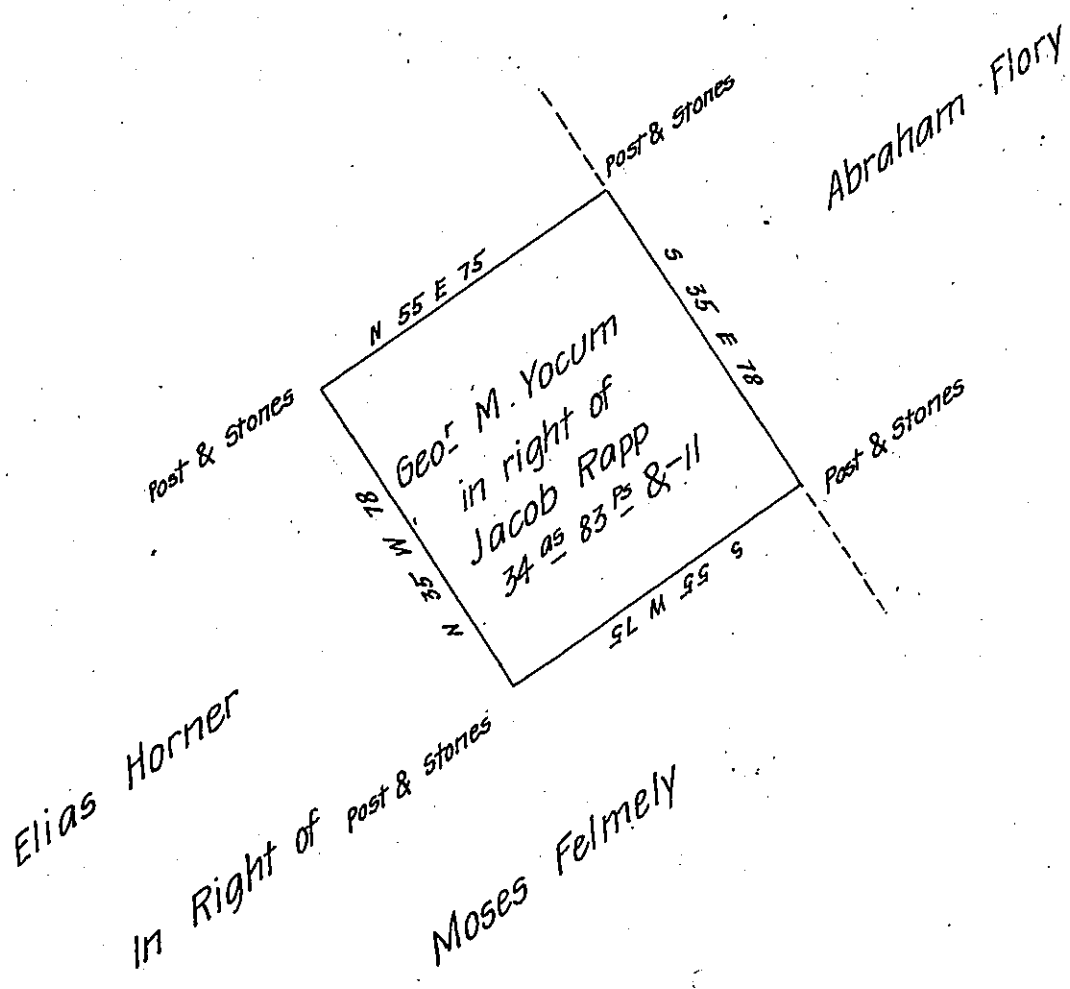 Post & Stones
Abraham Flory
N 55 E 75
S 35 E 78
Post & Stones
Geo.r M. Yocum
in right of
Jacob Rapp
34 as 83 ps &-11
Post & Stones
N 35 W 78
S 55 W 75
Elias Horner
In Right of
Post & Stones
Moses Felmely